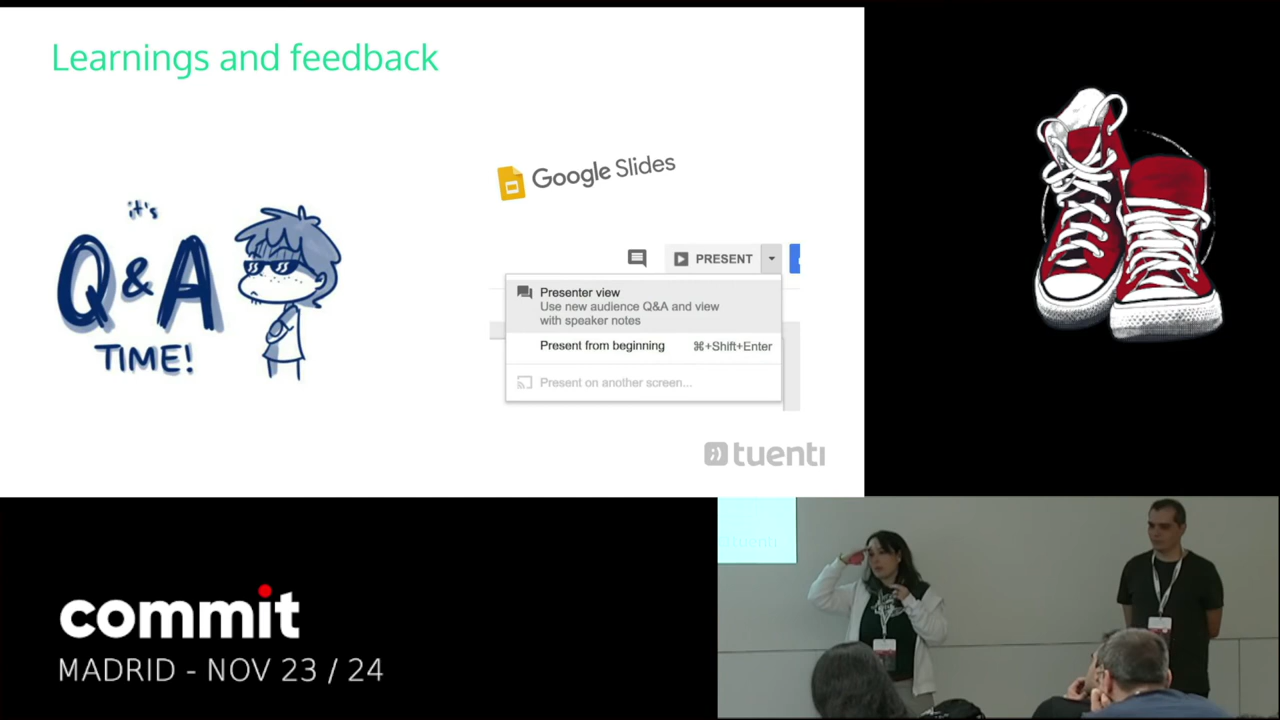 Learnings and feedback
it's
Q & A
TIME!
Google Slides
PRESENT
Presenter view
Use new audience Q&A and view
with speaker notes
Present from beginning ⌘+Shift+Enter
Present on another screen...
tuenti
commit
MADRID - NOV 23 / 24
tuenti